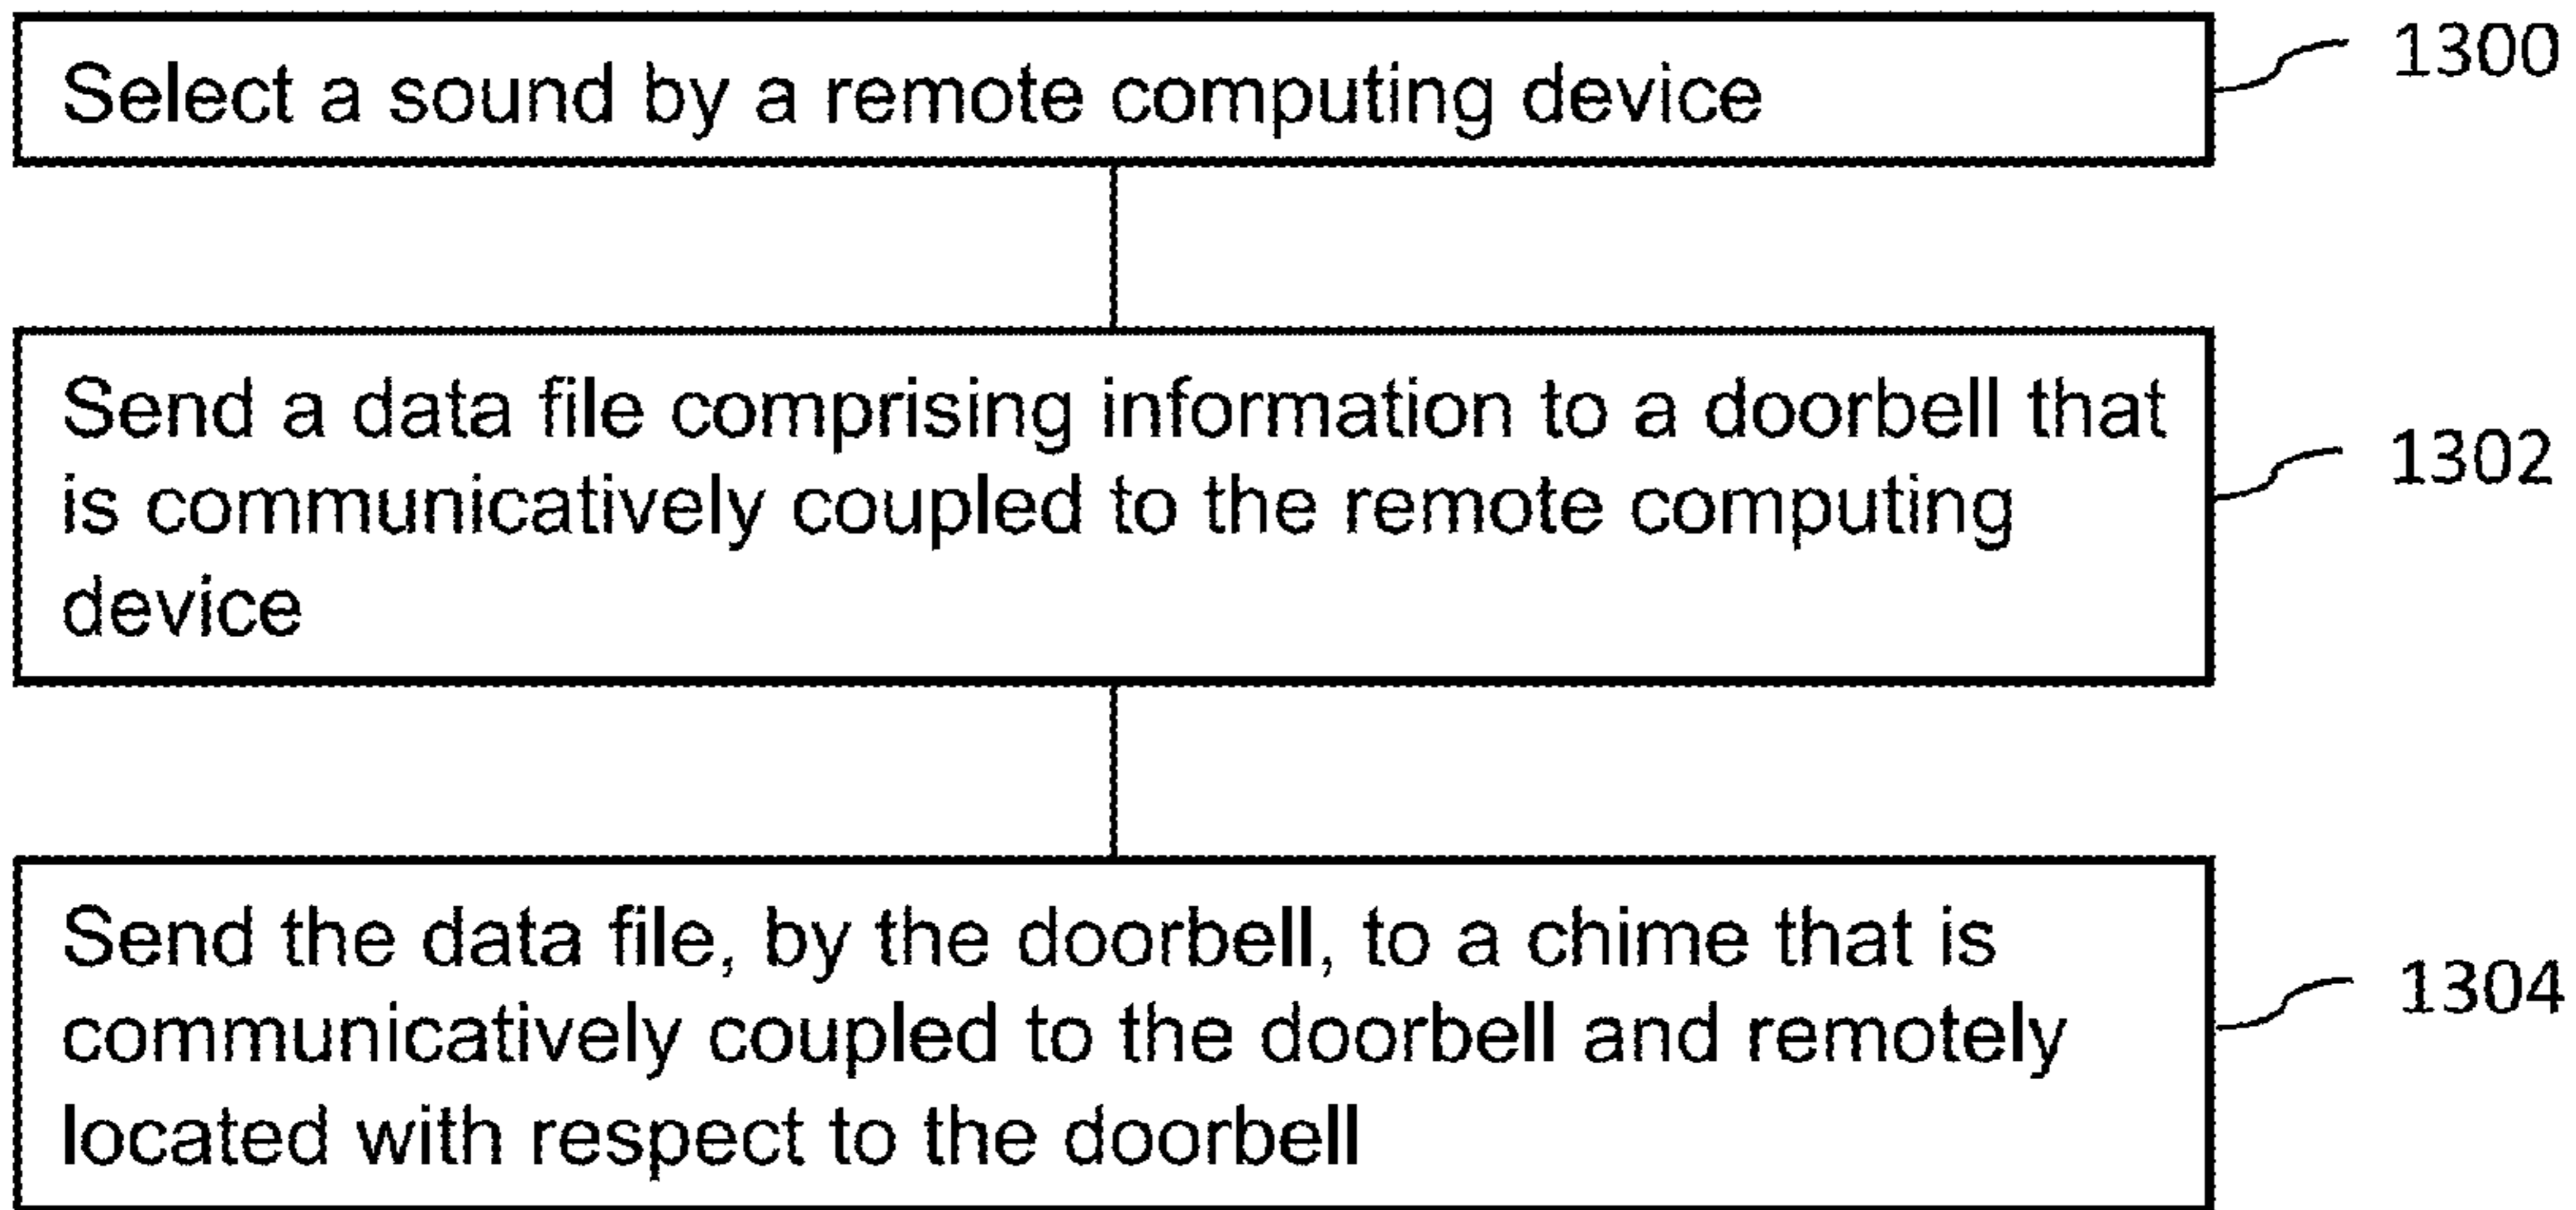 Select a sound by a remote computing device
1300
Send a data file comprising information to a doorbell that
is communicatively coupled to the remote computing
device
1302
Send the data file, by the doorbell, to a chime that is
communicatively coupled to the doorbell and remotely
located with respect to the doorbell
1304